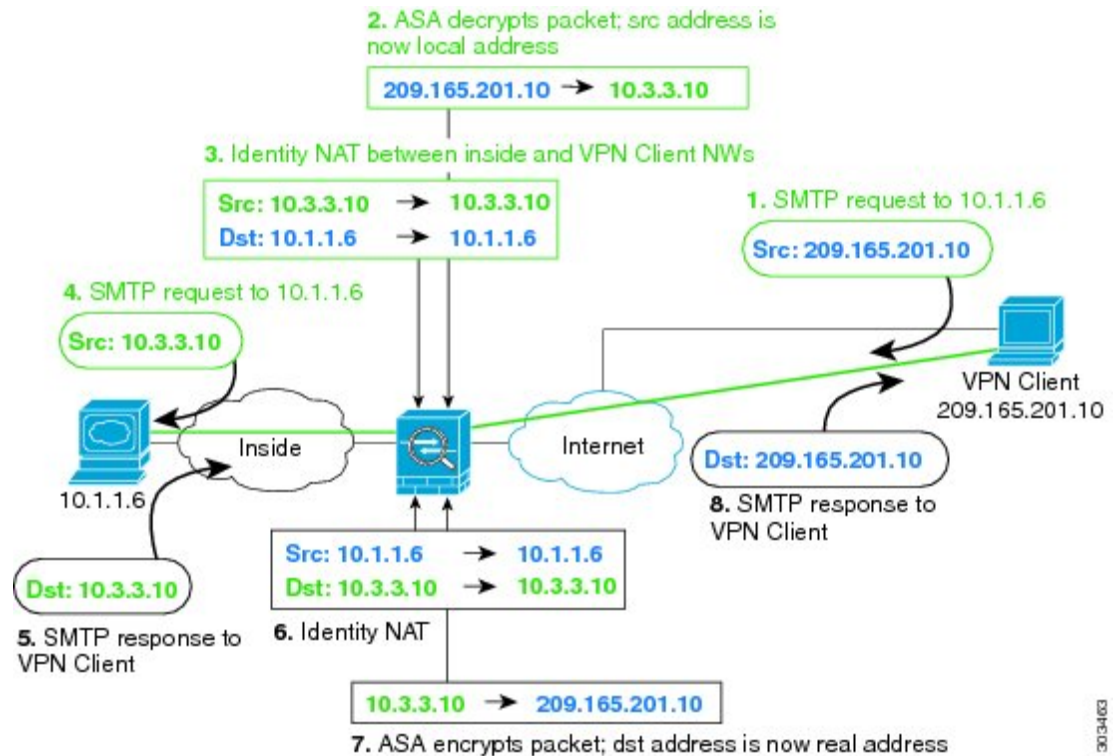 2. ASA decrypts packet; src address is
now local address
209.165.201.10 → 10.3.3.10
3. Identity NAT between inside and VPN Client NWs
Src: 10.3.3.10 → 10.3.3.10
Dst: 10.1.1.6 → 10.1.1.6
1. SMTP request to 10.1.1.6
Src: 209.165.201.10
4. SMTP request to 10.1.1.6
Src: 10.3.3.10
VPN Client
209.165.201.10
Inside
Internet
10.1.1.6
Dst: 209.165.201.10
8. SMTP response to
VPN Client
Src: 10.1.1.6 → 10.1.1.6
Dst: 10.3.3.10 → 10.3.3.10
Dst: 10.3.3.10
6. Identity NAT
5. SMTP response to
VPN Client
10.3.3.10 → 209.165.201.10
7. ASA encrypts packet; dst address is now real address
303463